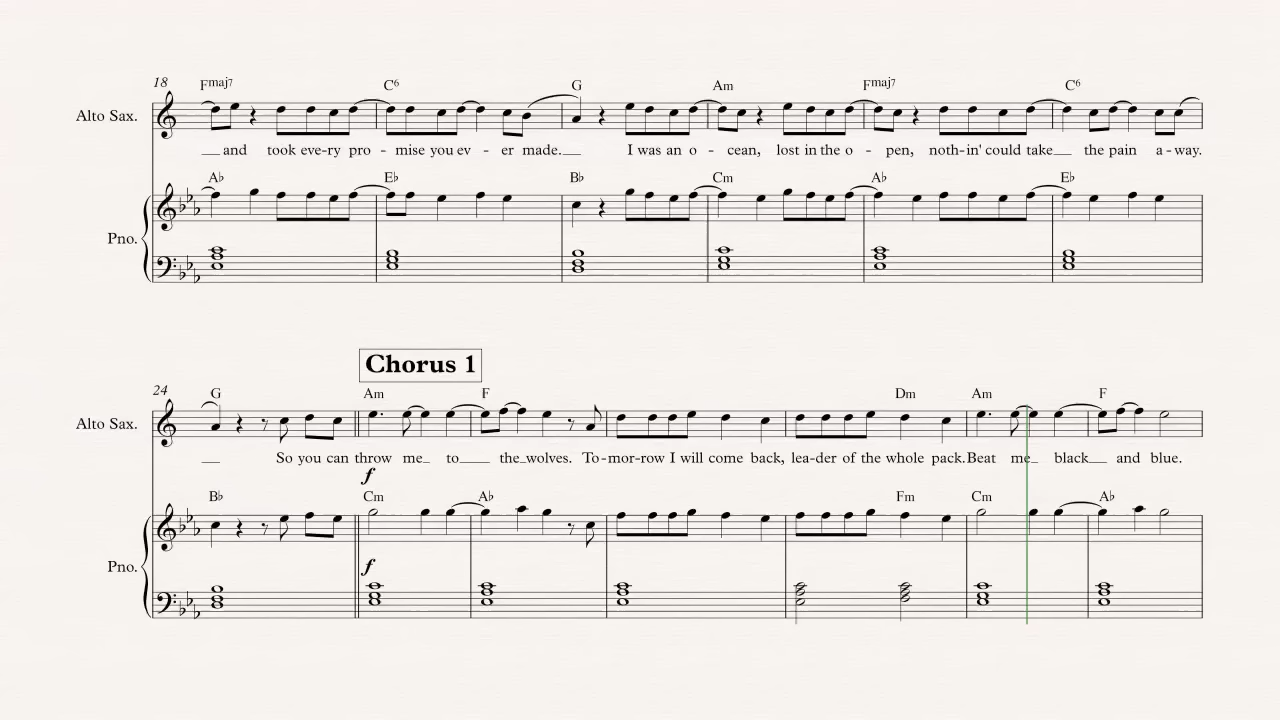 18 Fmaj7 C6 G Am Fmaj7 C6
Alto Sax.
and took eve-ry pro - mise you ev - er made. I was an o - cean, lost in the o - pen, noth-in' could take the pain a-way.
A♭ E♭ B♭ Cm A♭ E♭
Pno.
Chorus 1
24 G Am F Dm Am F
Alto Sax.
So you can throw me to the wolves. To-mor-row I will come back, lea-der of the whole pack. Beat me black and blue.
f
B♭ Cm A♭ Fm Cm A♭
Pno.
f